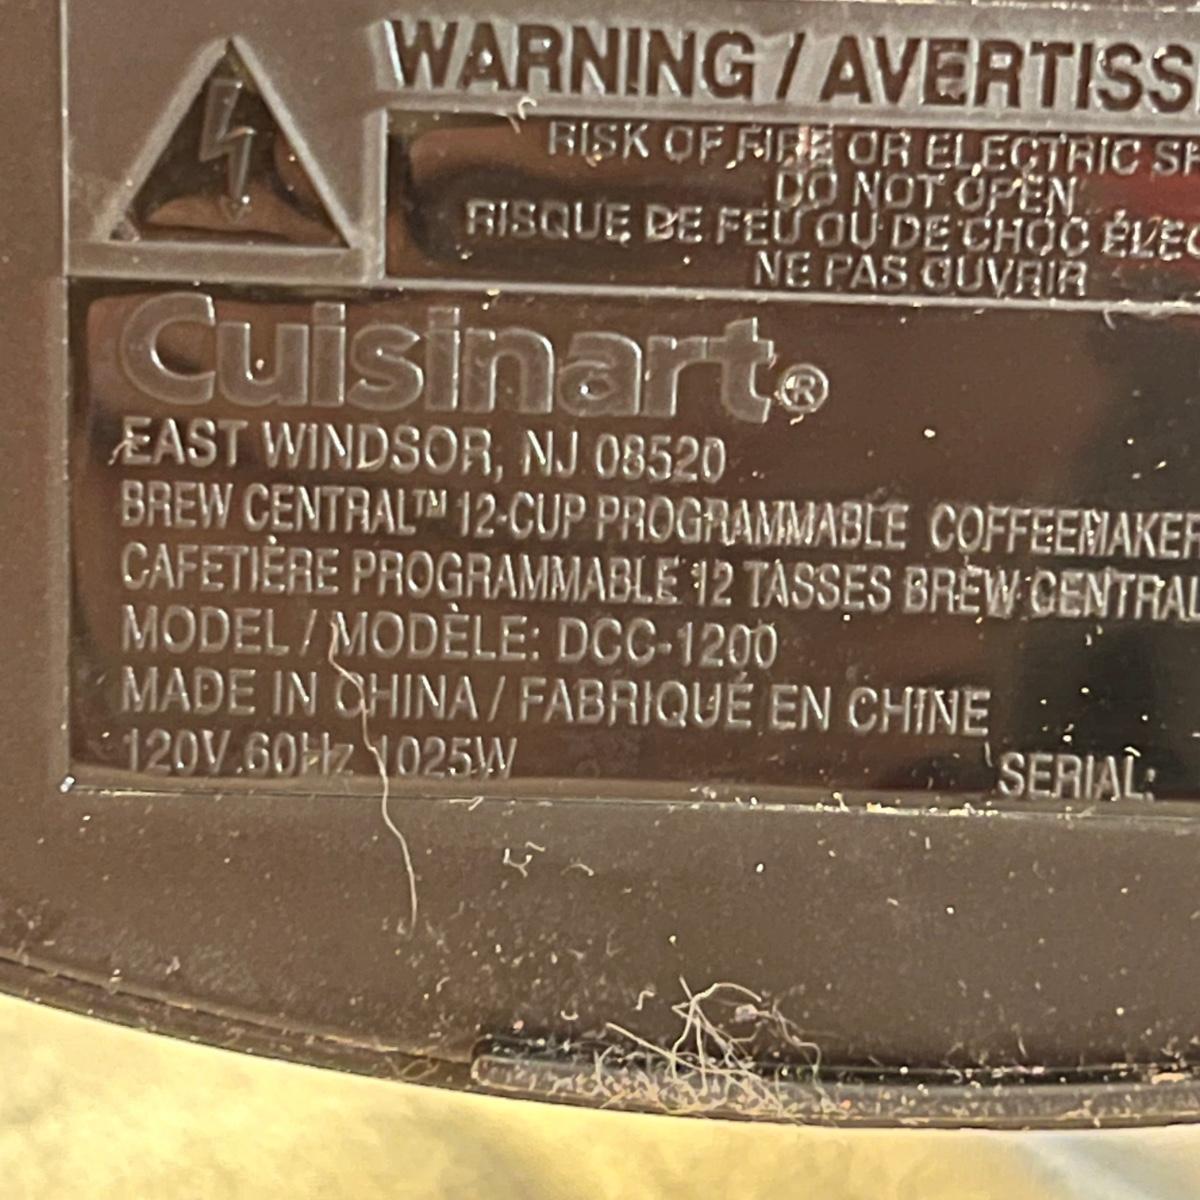 WARNING / AVERTISS
RISK OF FIRE OR ELECTRIC SH
DO NOT OPEN
RISQUE DE FEU OU DE CHOC ÉLEC
NE PAS OUVRIR
Cuisinart®
EAST WINDSOR, NJ 08520
BREW CENTRAL™ 12-CUP PROGRAMMABLE COFFEEMAKER
CAFETIÈRE PROGRAMMABLE 12 TASSES BREW CENTRAL
MODEL / MODÈLE: DCC-1200
MADE IN CHINA / FABRIQUÉ EN CHINE
120V 60Hz 1025W
SERIAL: